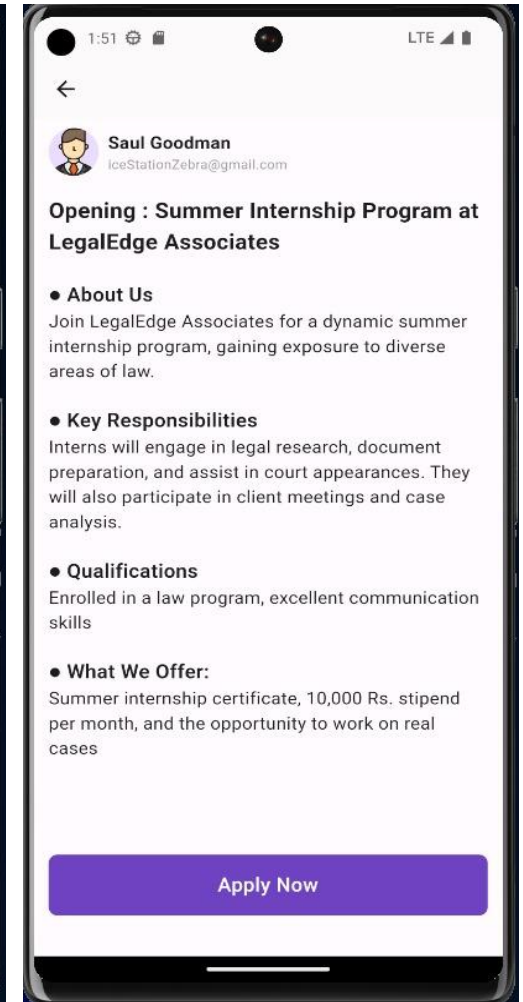 1:51 LTE
Saul Goodman
iceStationZebra@gmail.com
Opening : Summer Internship Program at
LegalEdge Associates
● About Us
Join LegalEdge Associates for a dynamic summer
internship program, gaining exposure to diverse
areas of law.
● Key Responsibilities
Interns will engage in legal research, document
preparation, and assist in court appearances. They
will also participate in client meetings and case
analysis.
● Qualifications
Enrolled in a law program, excellent communication
skills
● What We Offer:
Summer internship certificate, 10,000 Rs. stipend
per month, and the opportunity to work on real
cases
Apply Now